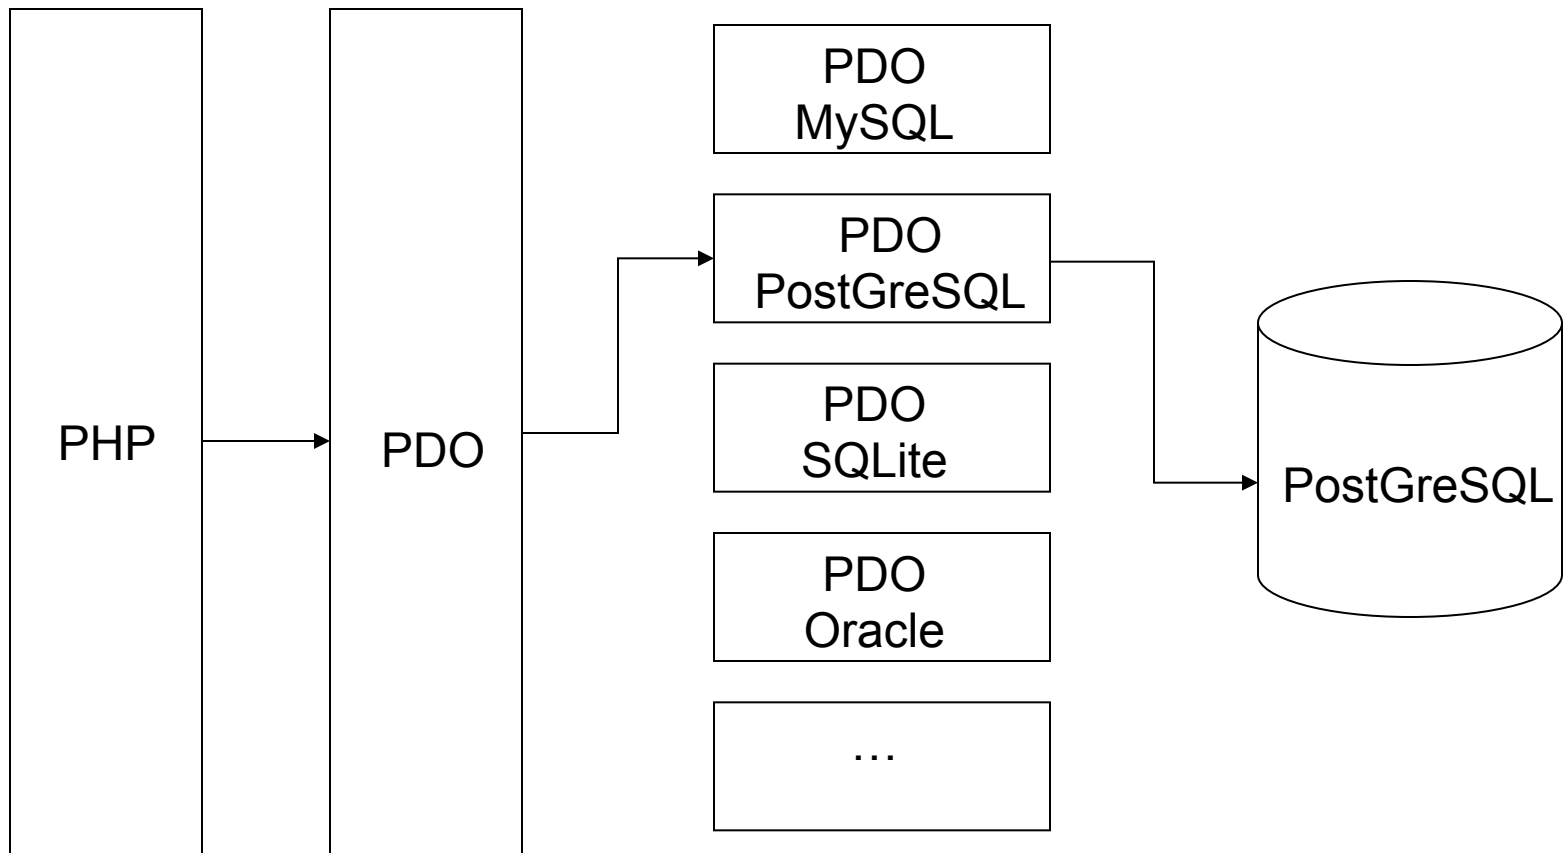 PHP
PDO
PDO
MySQL
PDO
PostGreSQL
PDO
SQLite
PDO
Oracle
…
PostGreSQL